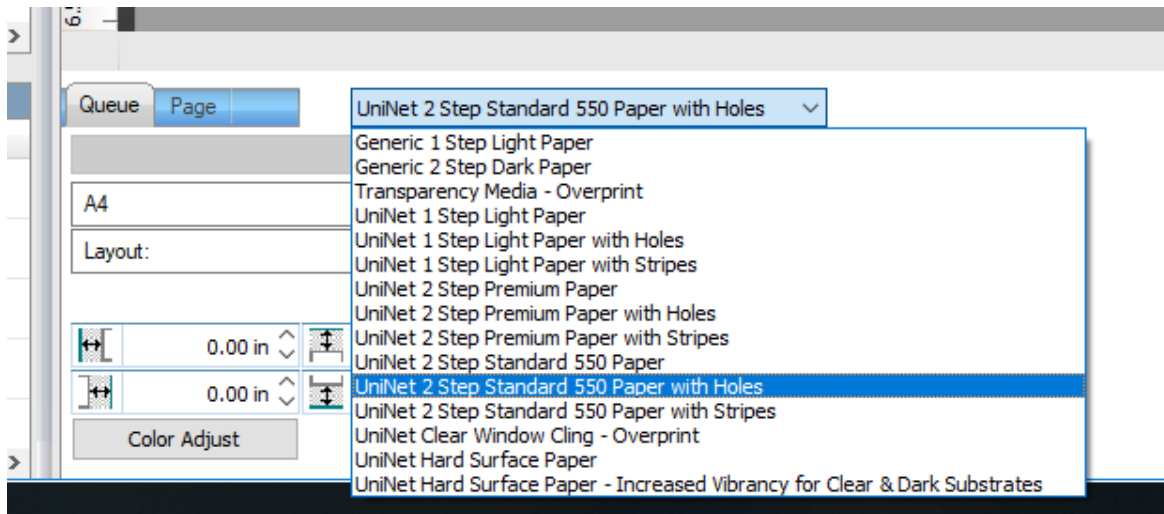 Queue Page
UniNet 2 Step Standard 550 Paper with Holes
Generic 1 Step Light Paper
Generic 2 Step Dark Paper
Transparency Media - Overprint
UniNet 1 Step Light Paper
UniNet 1 Step Light Paper with Holes
UniNet 1 Step Light Paper with Stripes
UniNet 2 Step Premium Paper
UniNet 2 Step Premium Paper with Holes
UniNet 2 Step Premium Paper with Stripes
UniNet 2 Step Standard 550 Paper
UniNet 2 Step Standard 550 Paper with Holes
UniNet 2 Step Standard 550 Paper with Stripes
UniNet Clear Window Cling - Overprint
UniNet Hard Surface Paper
UniNet Hard Surface Paper - Increased Vibrancy for Clear & Dark Substrates
A4
Layout:
0.00 in
0.00 in
Color Adjust